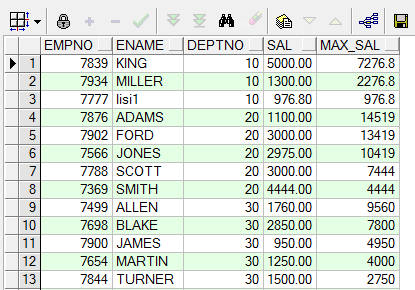 EMPNO ENAME DEPTNO SAL MAX_SAL
1 7839 KING 10 5000.00 7276.8
2 7934 MILLER 10 1300.00 2276.8
3 7777 lisi1 10 976.80 976.8
4 7876 ADAMS 20 1100.00 14519
5 7902 FORD 20 3000.00 13419
6 7566 JONES 20 2975.00 10419
7 7788 SCOTT 20 3000.00 7444
8 7369 SMITH 20 4444.00 4444
9 7499 ALLEN 30 1760.00 9560
10 7698 BLAKE 30 2850.00 7800
11 7900 JAMES 30 950.00 4950
12 7654 MARTIN 30 1250.00 4000
13 7844 TURNER 30 1500.00 2750